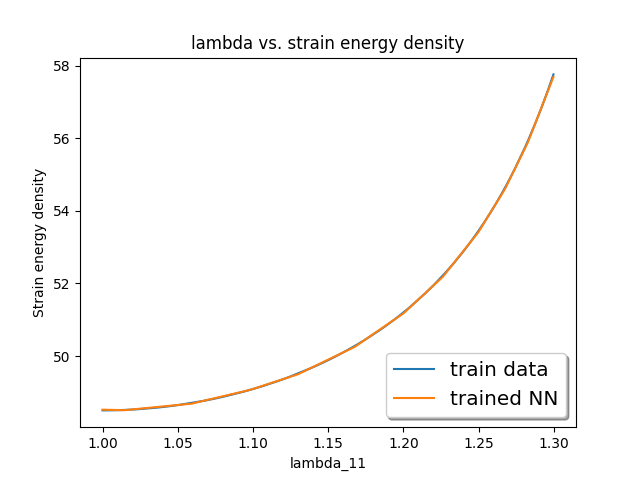 lambda vs. strain energy density
58
56
54
52
50
Strain energy density
train data
trained NN
1.00 1.05 1.10 1.15 1.20 1.25 1.30
lambda_11